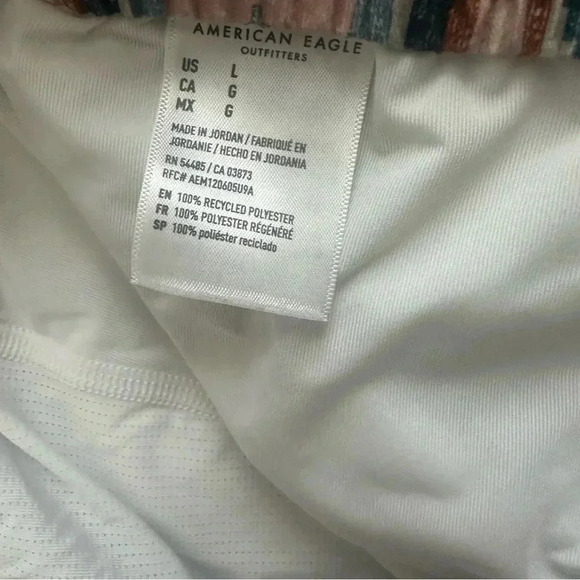 AMERICAN EAGLE
OUTFITTERS
US L
CA G
MX G
MADE IN JORDAN / FABRIQUÉ EN
JORDANIE / HECHO EN JORDANIA
RN 54485 / CA 03873
RFC# AEM120605U9A
EN 100% RECYCLED POLYESTER
FR 100% POLYESTER RÉGÉNÉRÉ
SP 100% poliéster reciclado